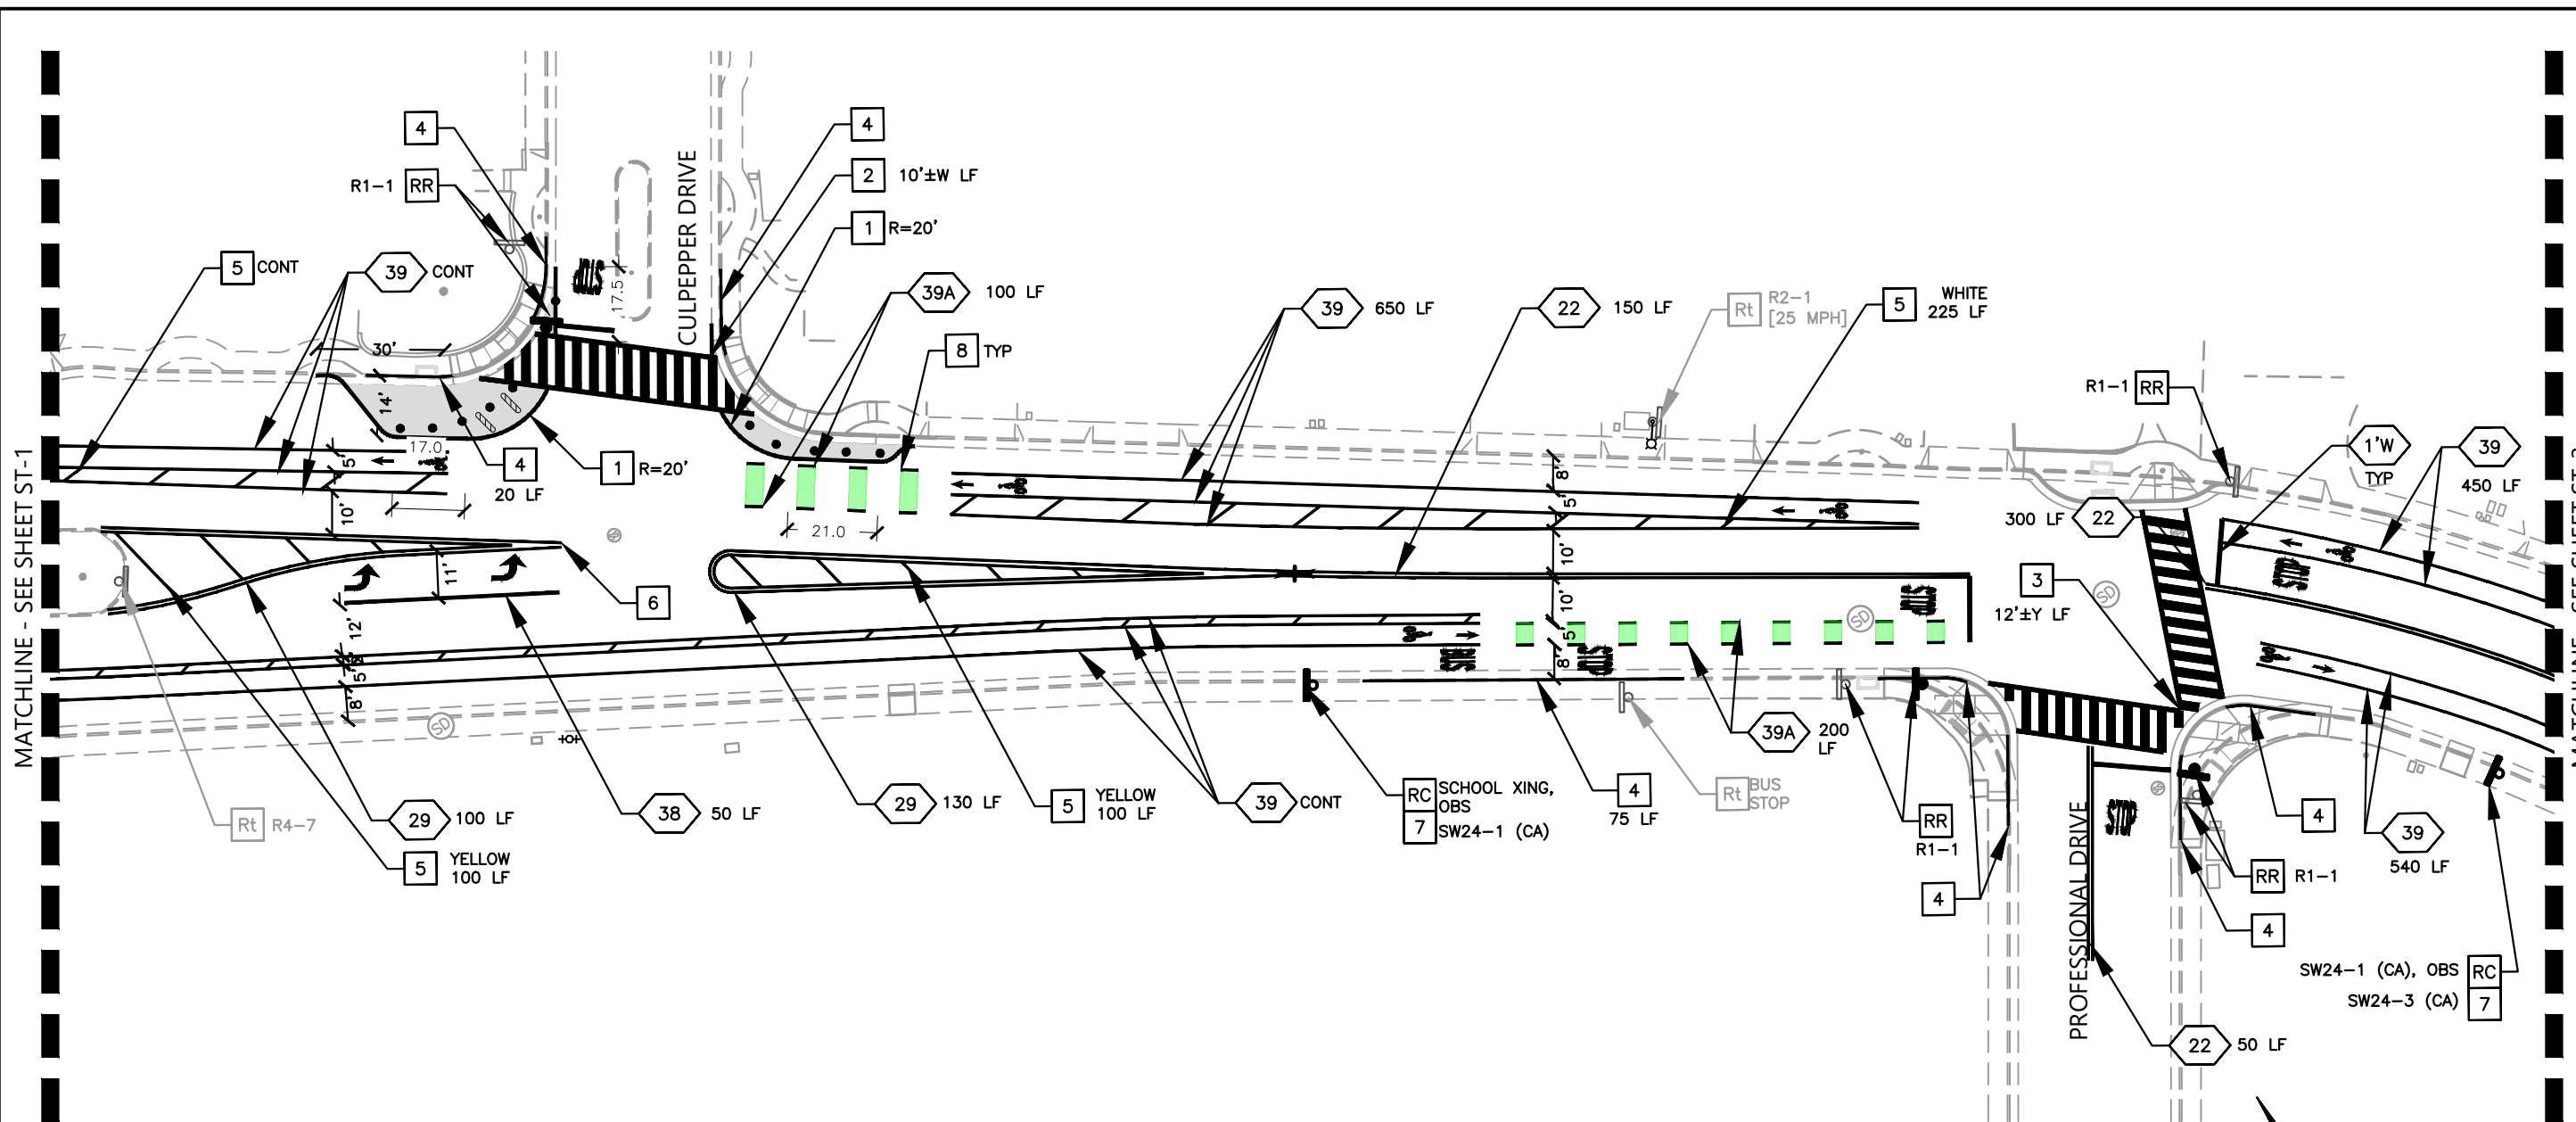 4
R1-1 RR
CULPEPPER DRIVE
4
2 10'±W LF
1 R=20'
5 CONT
39 CONT
17.5
39A 100 LF
8 TYP
39 650 LF
22 150 LF
Rt R2-1
[25 MPH]
5 WHITE
225 LF
R1-1 RR
1'W
TYP
39
450 LF
30'
14'
17.0
5'
10'
4
20 LF
1 R=20'
21.0
8'
5'
10'
10'
5'
8'
300 LF 22
3
12'±Y LF
SD
SD
STOP
11'
12'
5'
8'
SD
6
MATCHLINE - SEE SHEET ST-1
Rt R4-7
29 100 LF
5 YELLOW
100 LF
38 50 LF
29 130 LF
5 YELLOW
100 LF
39 CONT
RC SCHOOL XING,
OBS
7 SW24-1 (CA)
4
75 LF
Rt BUS
STOP
39A 200
LF
RR
R1-1
4
PROFESSIONAL DRIVE
4
39
540 LF
RR R1-1
4
SW24-1 (CA), OBS RC
SW24-3 (CA) 7
22 50 LF